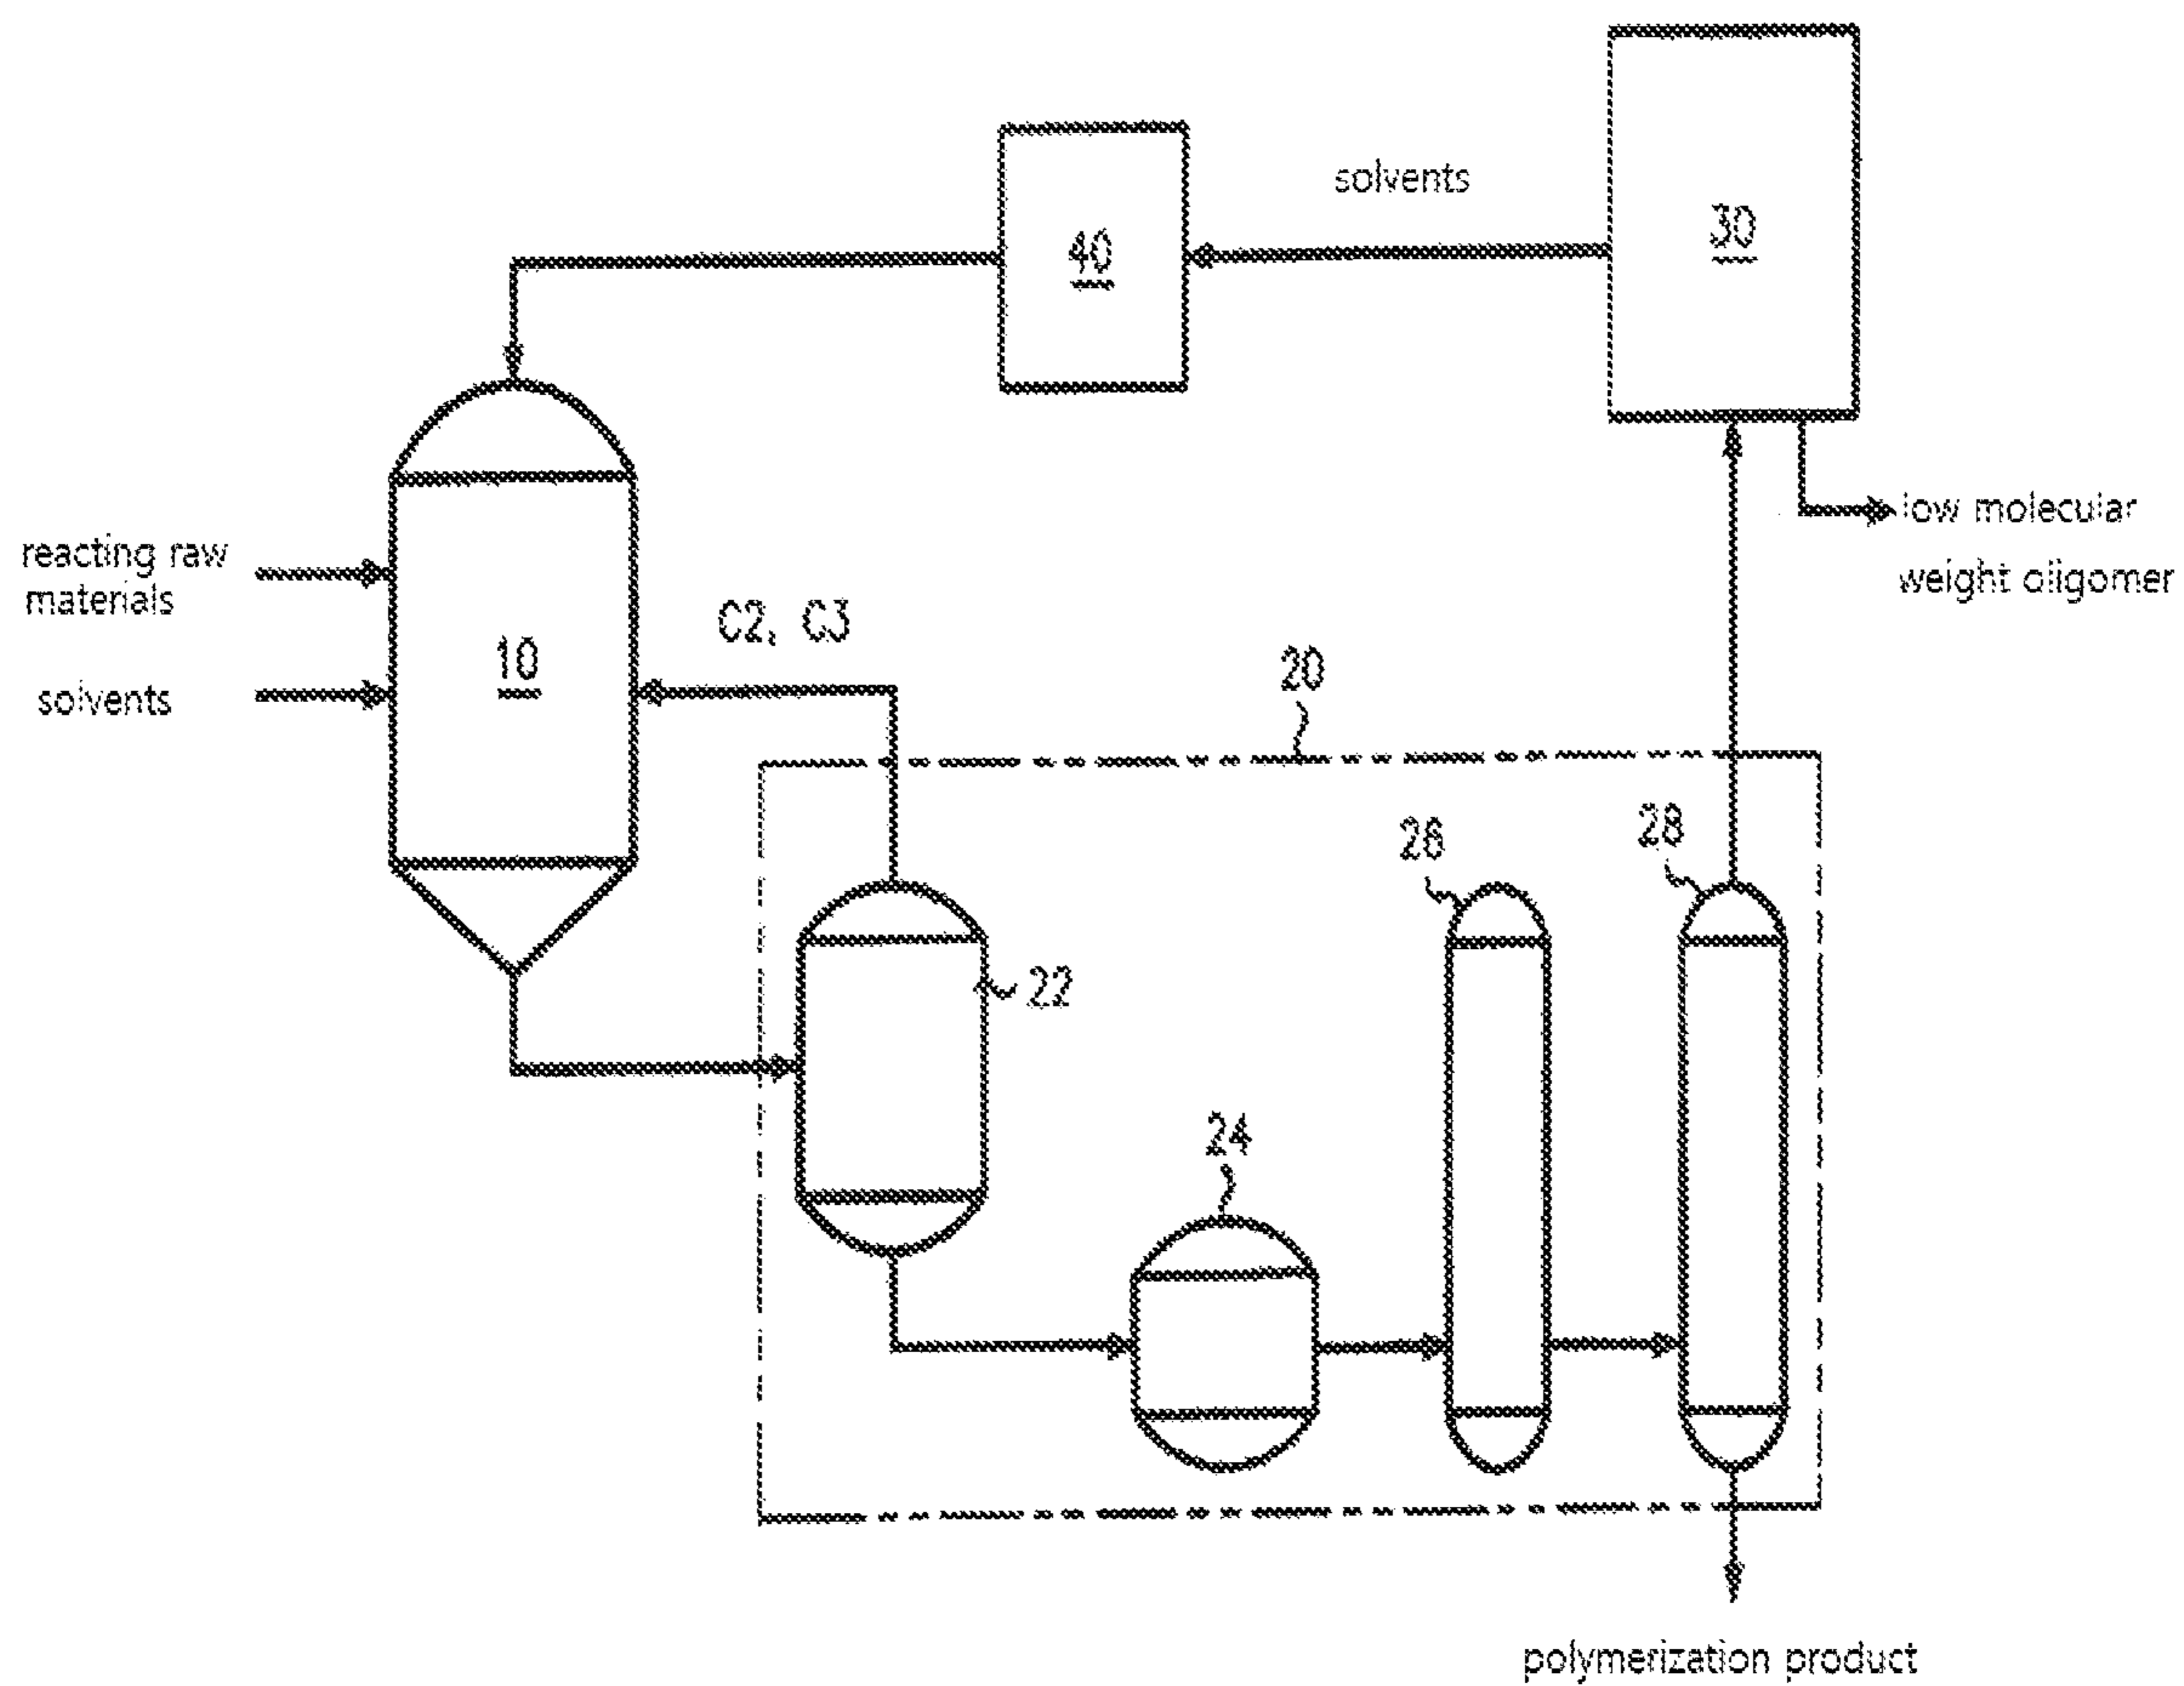 30
solvents
40
low molecular
weight oligomer
reacting raw
materials
C2, C3
10
solvents
20
26
28
22
24
polymerization product